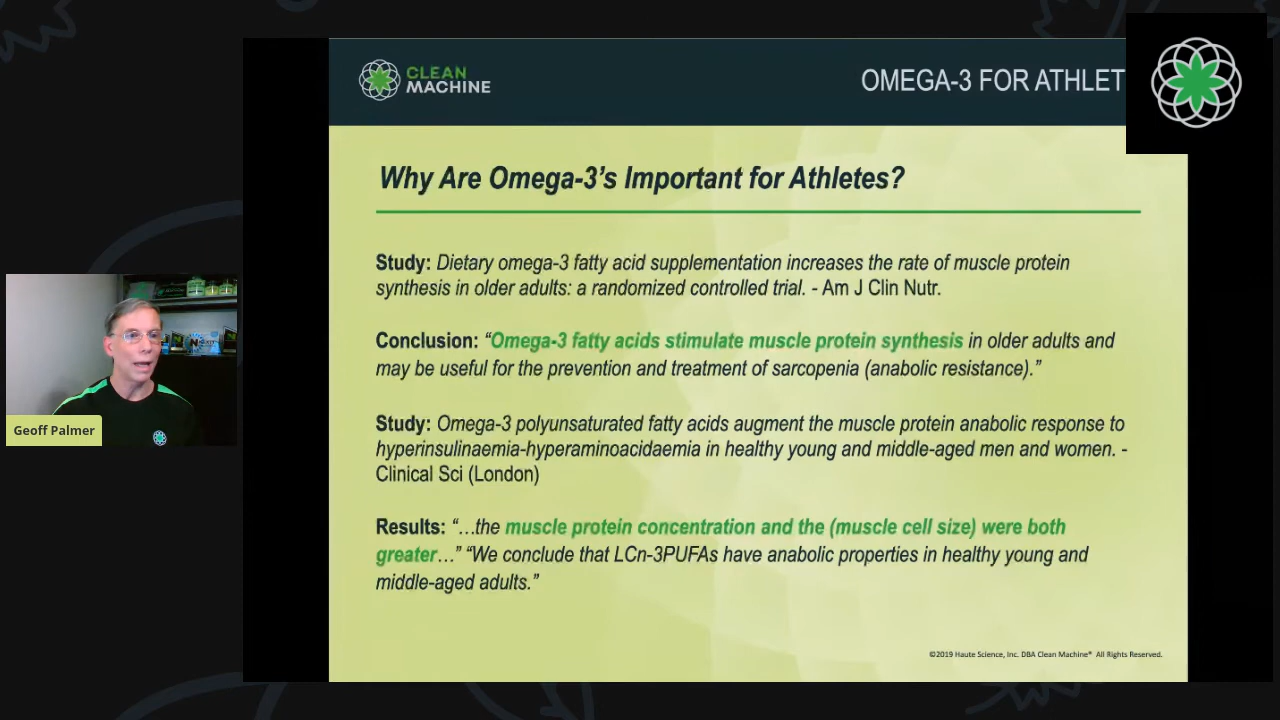 CLEAN
MACHINE
OMEGA-3 FOR ATHLET
Why Are Omega-3's Important for Athletes?
Study: Dietary omega-3 fatty acid supplementation increases the rate of muscle protein
synthesis in older adults: a randomized controlled trial. - Am J Clin Nutr.
Conclusion: “Omega-3 fatty acids stimulate muscle protein synthesis in older adults and
may be useful for the prevention and treatment of sarcopenia (anabolic resistance).”
Study: Omega-3 polyunsaturated fatty acids augment the muscle protein anabolic response to
hyperinsulinaemia-hyperaminoacidaemia in healthy young and middle-aged men and women. -
Clinical Sci (London)
Results: “…the muscle protein concentration and the (muscle cell size) were both
greater…” “We conclude that LCn-3PUFAs have anabolic properties in healthy young and
middle-aged adults.”
©2019 Haute Science, Inc. DBA Clean Machine® All Rights Reserved.
Geoff Palmer